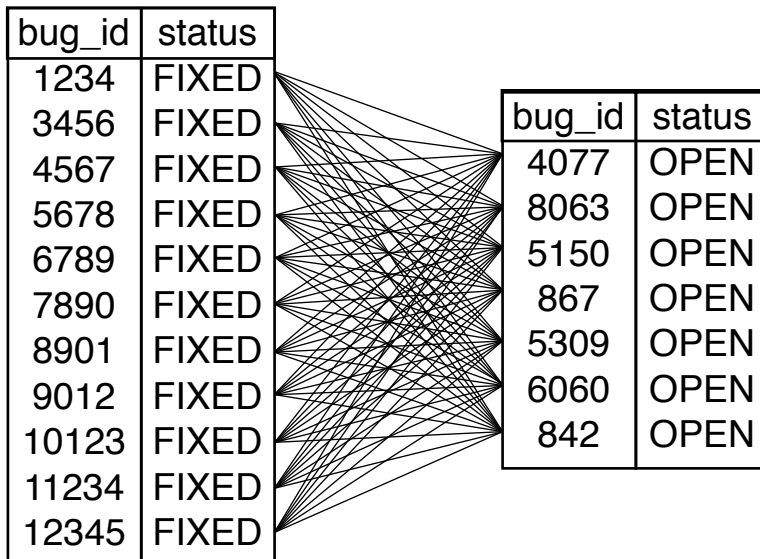 bug_id status
1234 FIXED
3456 FIXED
4567 FIXED
5678 FIXED
6789 FIXED
7890 FIXED
8901 FIXED
9012 FIXED
10123 FIXED
11234 FIXED
12345 FIXED
bug_id status
4077 OPEN
8063 OPEN
5150 OPEN
867 OPEN
5309 OPEN
6060 OPEN
842 OPEN